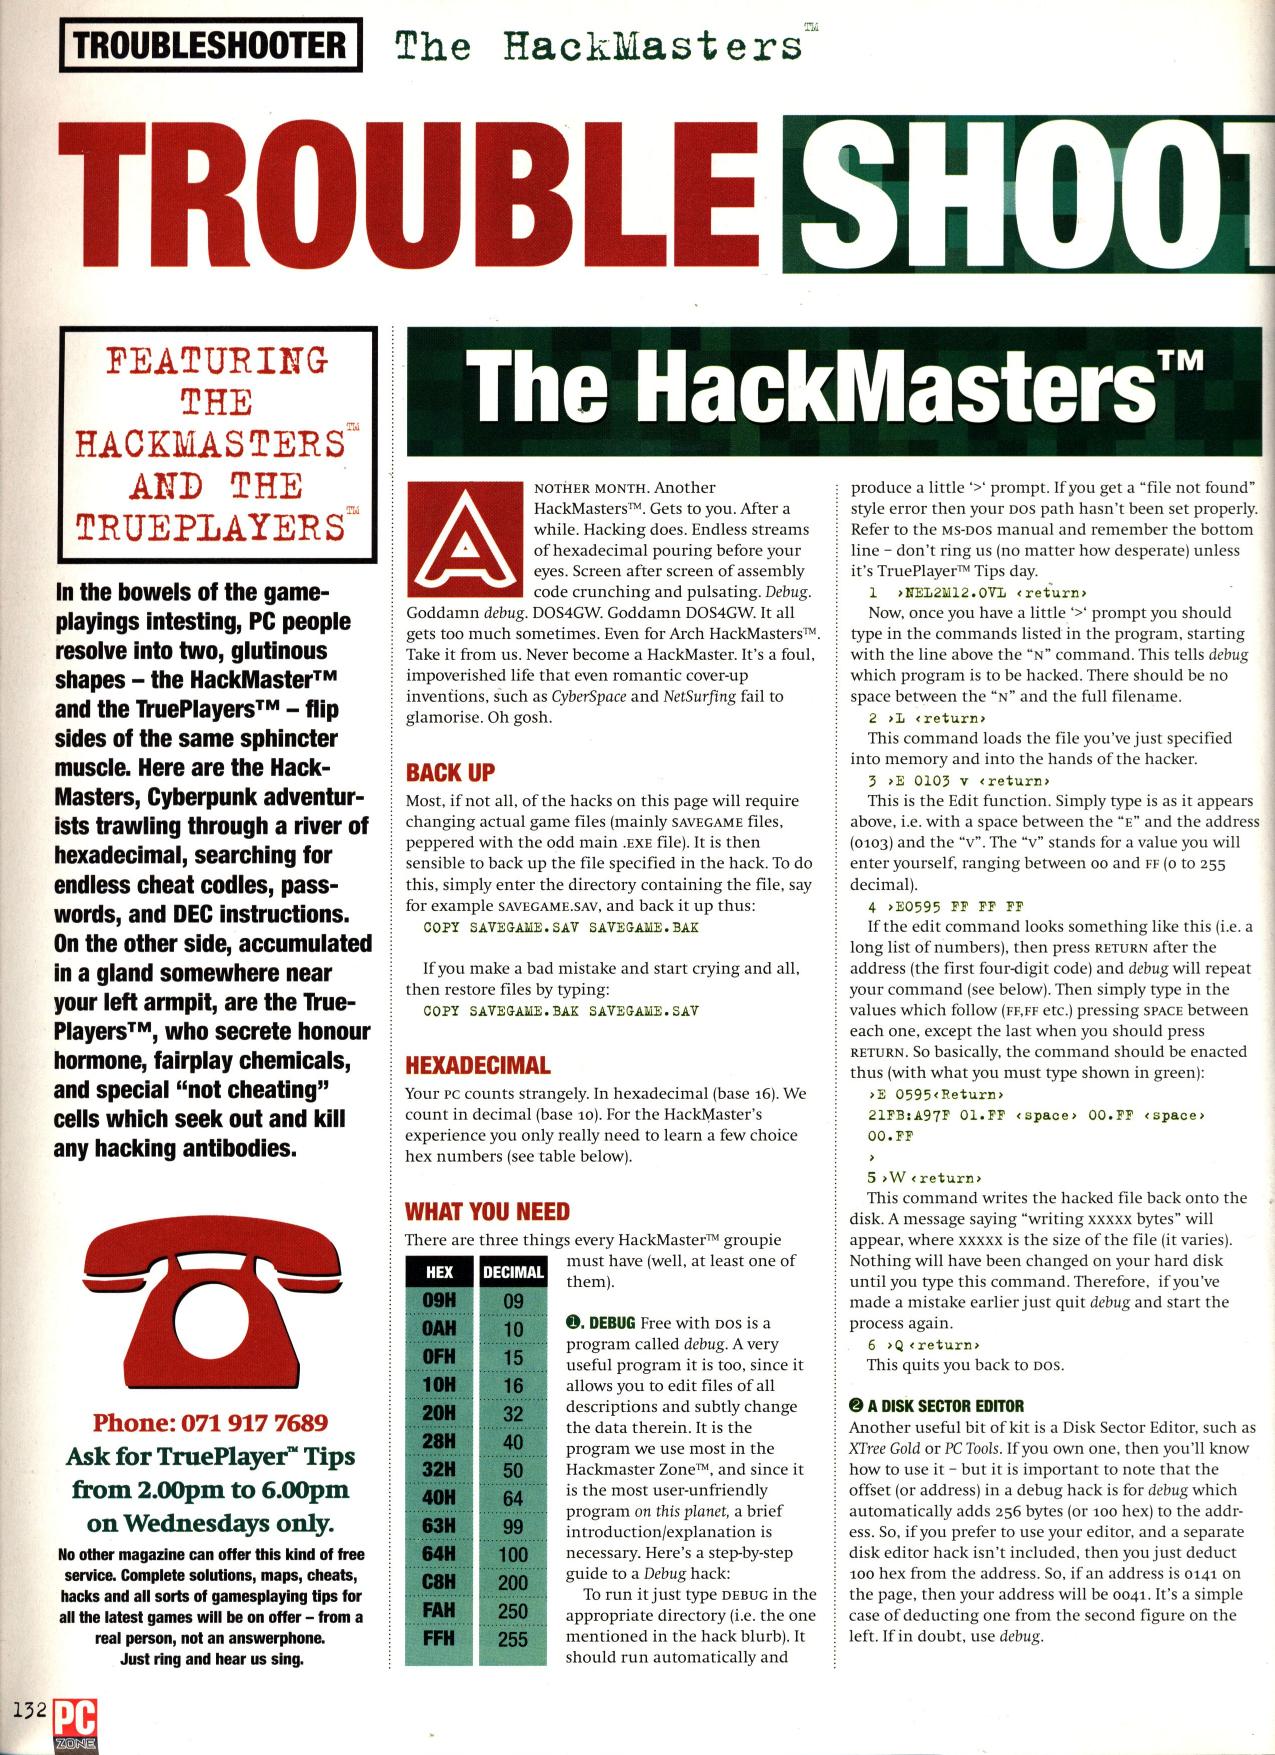 TROUBLESHOOTER
The HackMasters™
TROUBLE SHOOT
FEATURING
THE
HACKMASTERS™
AND THE
TRUEPLAYERS™
In the bowels of the game-
playings intesting, PC people
resolve into two, glutinous
shapes – the HackMaster™
and the TruePlayers™ – flip
sides of the same sphincter
muscle. Here are the Hack-
Masters, Cyberpunk adventur-
ists trawling through a river of
hexadecimal, searching for
endless cheat codles, pass-
words, and DEC instructions.
On the other side, accumulated
in a gland somewhere near
your left armpit, are the True-
Players™, who secrete honour
hormone, fairplay chemicals,
and special “not cheating”
cells which seek out and kill
any hacking antibodies.
Phone: 071 917 7689
Ask for TruePlayer™ Tips
from 2.00pm to 6.00pm
on Wednesdays only.
No other magazine can offer this kind of free
service. Complete solutions, maps, cheats,
hacks and all sorts of gamesplaying tips for
all the latest games will be on offer – from a
real person, not an answerphone.
Just ring and hear us sing.
The HackMasters™
ANOTHER MONTH. Another
HackMasters™. Gets to you. After a
while. Hacking does. Endless streams
of hexadecimal pouring before your
eyes. Screen after screen of assembly
code crunching and pulsating. Debug.
Goddamn debug. DOS4GW. Goddamn DOS4GW. It all
gets too much sometimes. Even for Arch HackMasters™.
Take it from us. Never become a HackMaster. It's a foul,
impoverished life that even romantic cover-up
inventions, such as CyberSpace and NetSurfing fail to
glamorise. Oh gosh.
BACK UP
Most, if not all, of the hacks on this page will require
changing actual game files (mainly SAVEGAME files,
peppered with the odd main .EXE file). It is then
sensible to back up the file specified in the hack. To do
this, simply enter the directory containing the file, say
for example SAVEGAME.SAV, and back it up thus:
COPY SAVEGAME.SAV SAVEGAME.BAK
If you make a bad mistake and start crying and all,
then restore files by typing:
COPY SAVEGAME.BAK SAVEGAME.SAV
HEXADECIMAL
Your PC counts strangely. In hexadecimal (base 16). We
count in decimal (base 10). For the HackMaster's
experience you only really need to learn a few choice
hex numbers (see table below).
WHAT YOU NEED
There are three things every HackMaster™ groupie
must have (well, at least one of
them).
HEX DECIMAL
09H 09
0AH 10
0FH 15
10H 16
20H 32
28H 40
32H 50
40H 64
63H 99
64H 100
C8H 200
FAH 250
FFH 255
❶. DEBUG Free with DOS is a
program called debug. A very
useful program it is too, since it
allows you to edit files of all
descriptions and subtly change
the data therein. It is the
program we use most in the
Hackmaster Zone™, and since it
is the most user-unfriendly
program on this planet, a brief
introduction/explanation is
necessary. Here's a step-by-step
guide to a Debug hack:
To run it just type DEBUG in the
appropriate directory (i.e. the one
mentioned in the hack blurb). It
should run automatically and
produce a little ‘>‘ prompt. If you get a “file not found”
style error then your DOS path hasn't been set properly.
Refer to the MS-DOS manual and remember the bottom
line – don't ring us (no matter how desperate) unless
it's TruePlayer™ Tips day.
1 >NEL2M12.OVL <return>
Now, once you have a little ‘>‘ prompt you should
type in the commands listed in the program, starting
with the line above the “N” command. This tells debug
which program is to be hacked. There should be no
space between the “N” and the full filename.
2 >L <return>
This command loads the file you've just specified
into memory and into the hands of the hacker.
3 >E 0103 v <return>
This is the Edit function. Simply type is as it appears
above, i.e. with a space between the “E” and the address
(0103) and the “v”. The “v” stands for a value you will
enter yourself, ranging between 00 and FF (0 to 255
decimal).
4 >E0595 FF FF FF
If the edit command looks something like this (i.e. a
long list of numbers), then press RETURN after the
address (the first four-digit code) and debug will repeat
your command (see below). Then simply type in the
values which follow (FF,FF etc.) pressing SPACE between
each one, except the last when you should press
RETURN. So basically, the command should be enacted
thus (with what you must type shown in green):
>E 0595<Return>
21FB:A97F 01.FF <space> 00.FF <space>
00.FF
>
5 >W <return>
This command writes the hacked file back onto the
disk. A message saying “writing xxxxx bytes” will
appear, where xxxxx is the size of the file (it varies).
Nothing will have been changed on your hard disk
until you type this command. Therefore, if you've
made a mistake earlier just quit debug and start the
process again.
6 >Q <return>
This quits you back to DOS.
❷ A DISK SECTOR EDITOR
Another useful bit of kit is a Disk Sector Editor, such as
XTree Gold or PC Tools. If you own one, then you'll know
how to use it – but it is important to note that the
offset (or address) in a debug hack is for debug which
automatically adds 256 bytes (or 100 hex) to the addr-
ess. So, if you prefer to use your editor, and a separate
disk editor hack isn't included, then you just deduct
100 hex from the address. So, if an address is 0141 on
the page, then your address will be 0041. It's a simple
case of deducting one from the second figure on the
left. If in doubt, use debug.
132 PC
ZONE